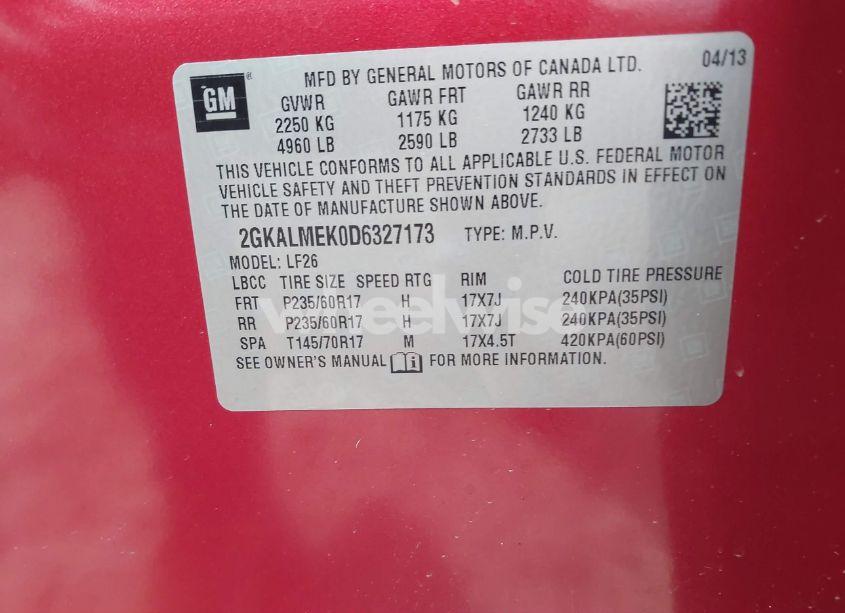 MFD BY GENERAL MOTORS OF CANADA LTD. 04/13
GM
GVWR GAWR FRT GAWR RR
2250 KG 1175 KG 1240 KG
4960 LB 2590 LB 2733 LB
THIS VEHICLE CONFORMS TO ALL APPLICABLE U.S. FEDERAL MOTOR
VEHICLE SAFETY AND THEFT PREVENTION STANDARDS IN EFFECT ON
THE DATE OF MANUFACTURE SHOWN ABOVE.
2GKALMEK0D6327173 TYPE: M.P.V.
MODEL: LF26
LBCC TIRE SIZE SPEED RTG RIM COLD TIRE PRESSURE
FRT P235/60R17 H 17X7J 240KPA(35PSI)
RR P235/60R17 H 17X7J 240KPA(35PSI)
SPA T145/70R17 M 17X4.5T 420KPA(60PSI)
SEE OWNER'S MANUAL FOR MORE INFORMATION.
wheelwise